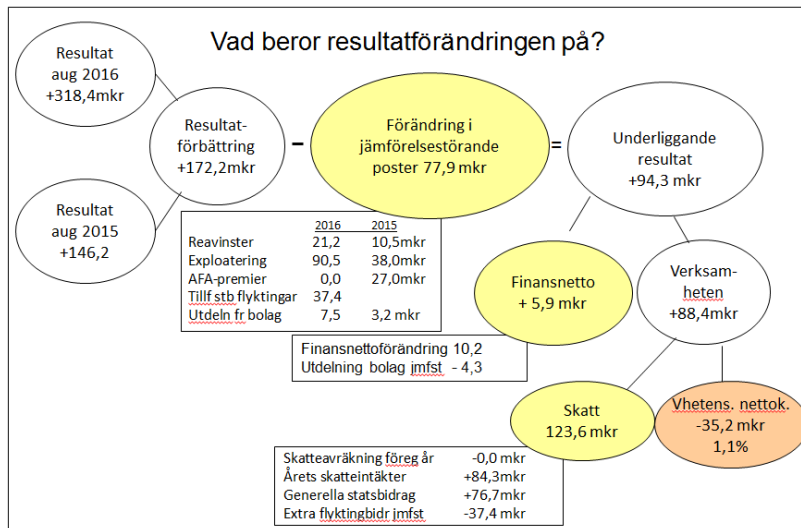 Vad beror resultatförändringen på?
Resultat
aug 2016
+318,4mkr
Resultat-
förbättring
+172,2mkr
–
Förändring i
jämförelsestörande
poster 77,9 mkr
=
Underliggande
resultat
+94,3 mkr
Resultat
aug 2015
+146,2
2016 2015
Reavinster 21,2 10,5mkr
Exploatering 90,5 38,0mkr
AFA-premier 0,0 27,0mkr
Tillf stb flyktingar 37,4
Utdeln fr bolag 7,5 3,2 mkr
Finansnetto
+ 5,9 mkr
Verksam-
heten
+88,4mkr
Finansnettoförändring 10,2
Utdelning bolag jmfst - 4,3
Skatt
123,6 mkr
Vhetens. nettok.
-35,2 mkr
1,1%
Skatteavräkning föreg år -0,0 mkr
Årets skatteintäkter +84,3mkr
Generella statsbidrag +76,7mkr
Extra flyktingbidr jmfst -37,4 mkr